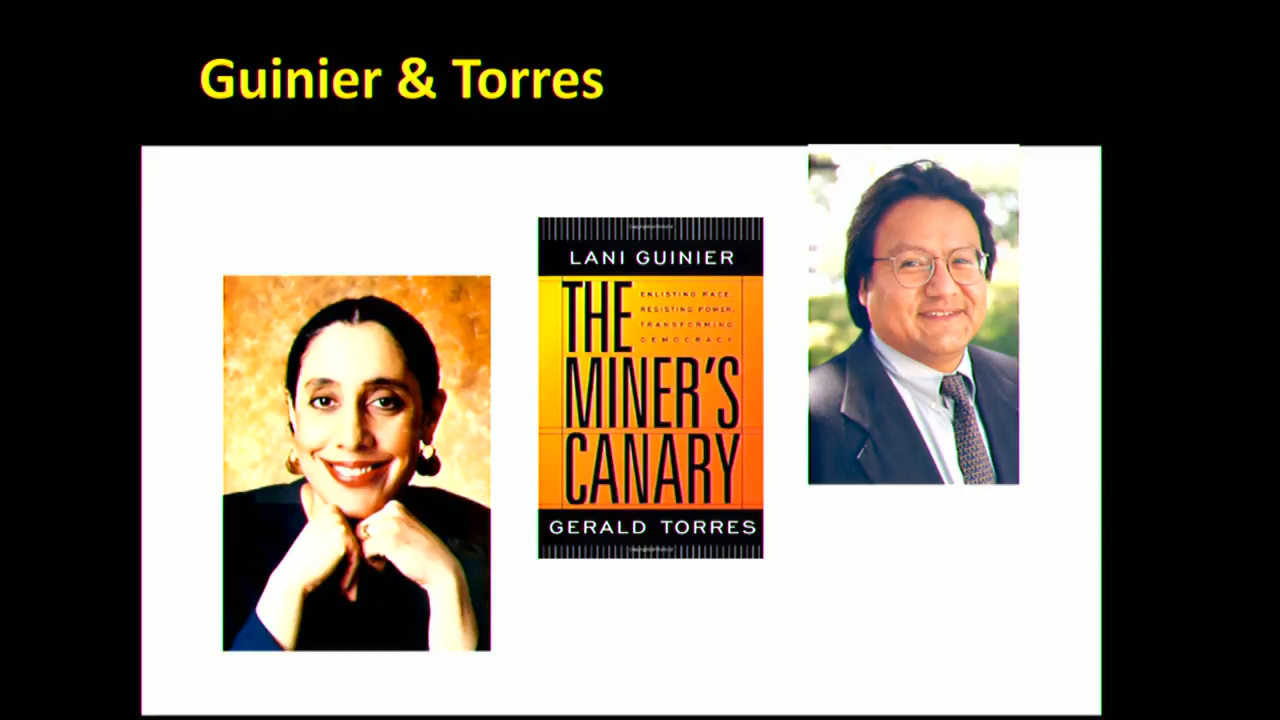 Guinier & Torres
LANI GUINIER
THE
ENLISTING RACE,
RESISTING POWER,
TRANSFORMING
DEMOCRACY
MINER'S
CANARY
GERALD TORRES